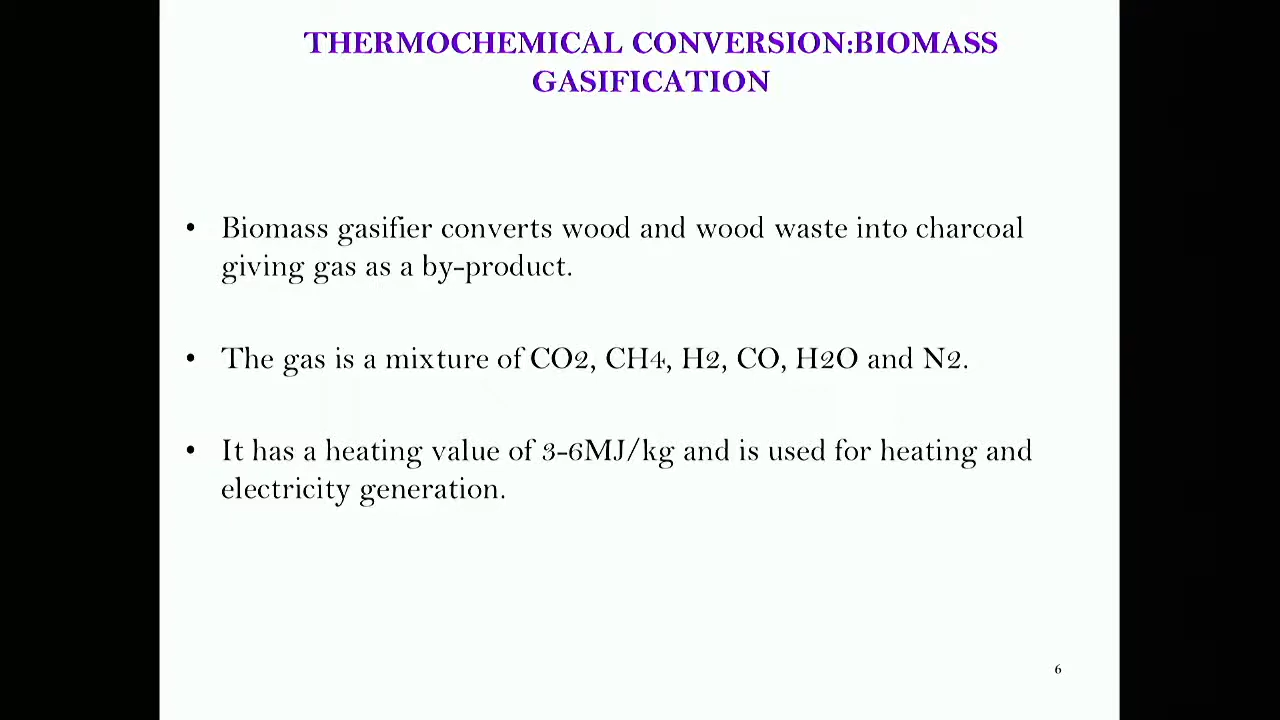 THERMOCHEMICAL CONVERSION:BIOMASS
GASIFICATION
• Biomass gasifier converts wood and wood waste into charcoal
giving gas as a by-product.
• The gas is a mixture of CO2, CH4, H2, CO, H2O and N2.
• It has a heating value of 3-6MJ/kg and is used for heating and
electricity generation.
6